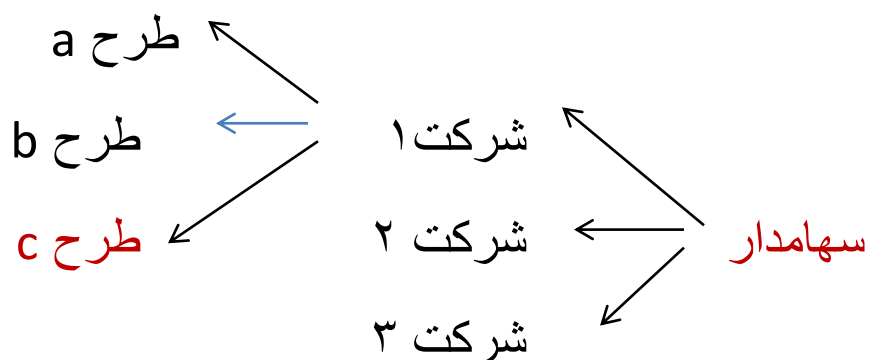 طرح a
طرح b
طرح c
شرکت۱
شرکت ۲
شرکت ۳
سهامدار